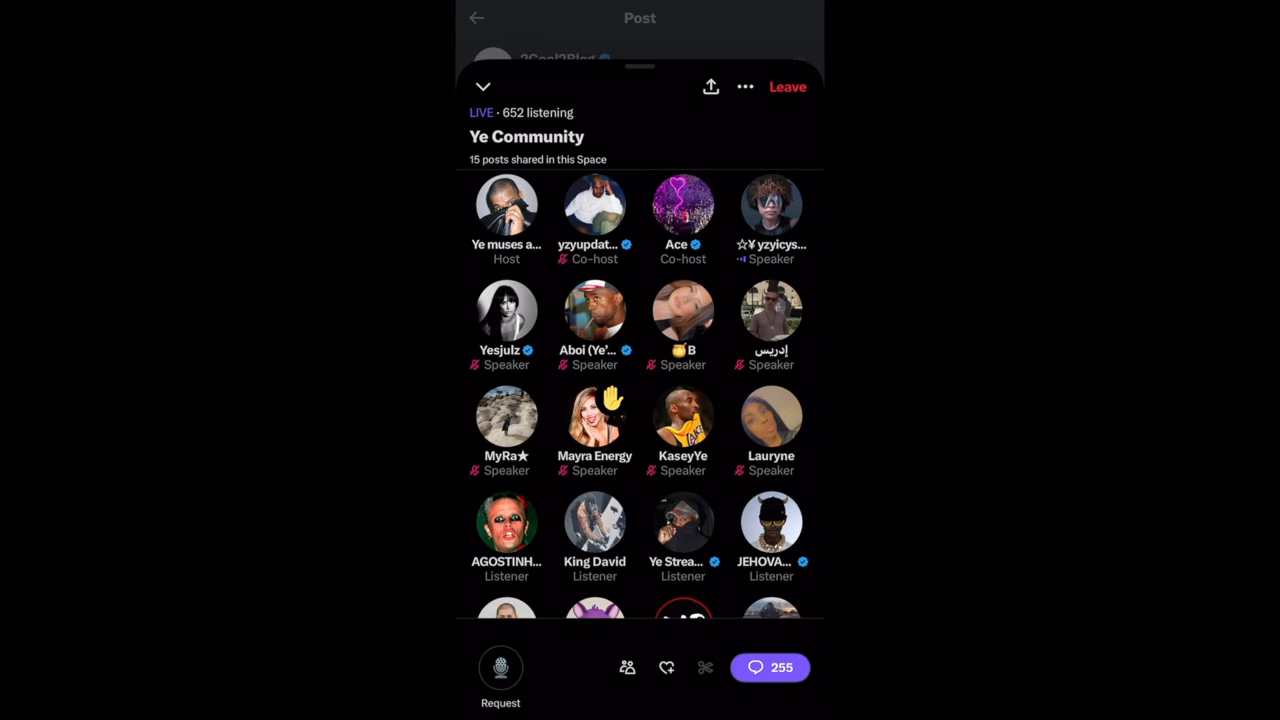 Post
2Cool2Blog
Leave
LIVE · 652 listening
Ye Community
15 posts shared in this Space
Ye muses a... yzyupdat... Ace ☆¥ yzyicys...
Host Co-host Co-host Speaker
Yesjulz Aboi (Ye’... 🍯B إدريس
Speaker Speaker Speaker Speaker
MyRa★ Mayra Energy KaseyYe Lauryne
Speaker Speaker Speaker Speaker
AGOSTINH... King David Ye Strea... JEHOVA...
Listener Listener Listener Listener
255
Request